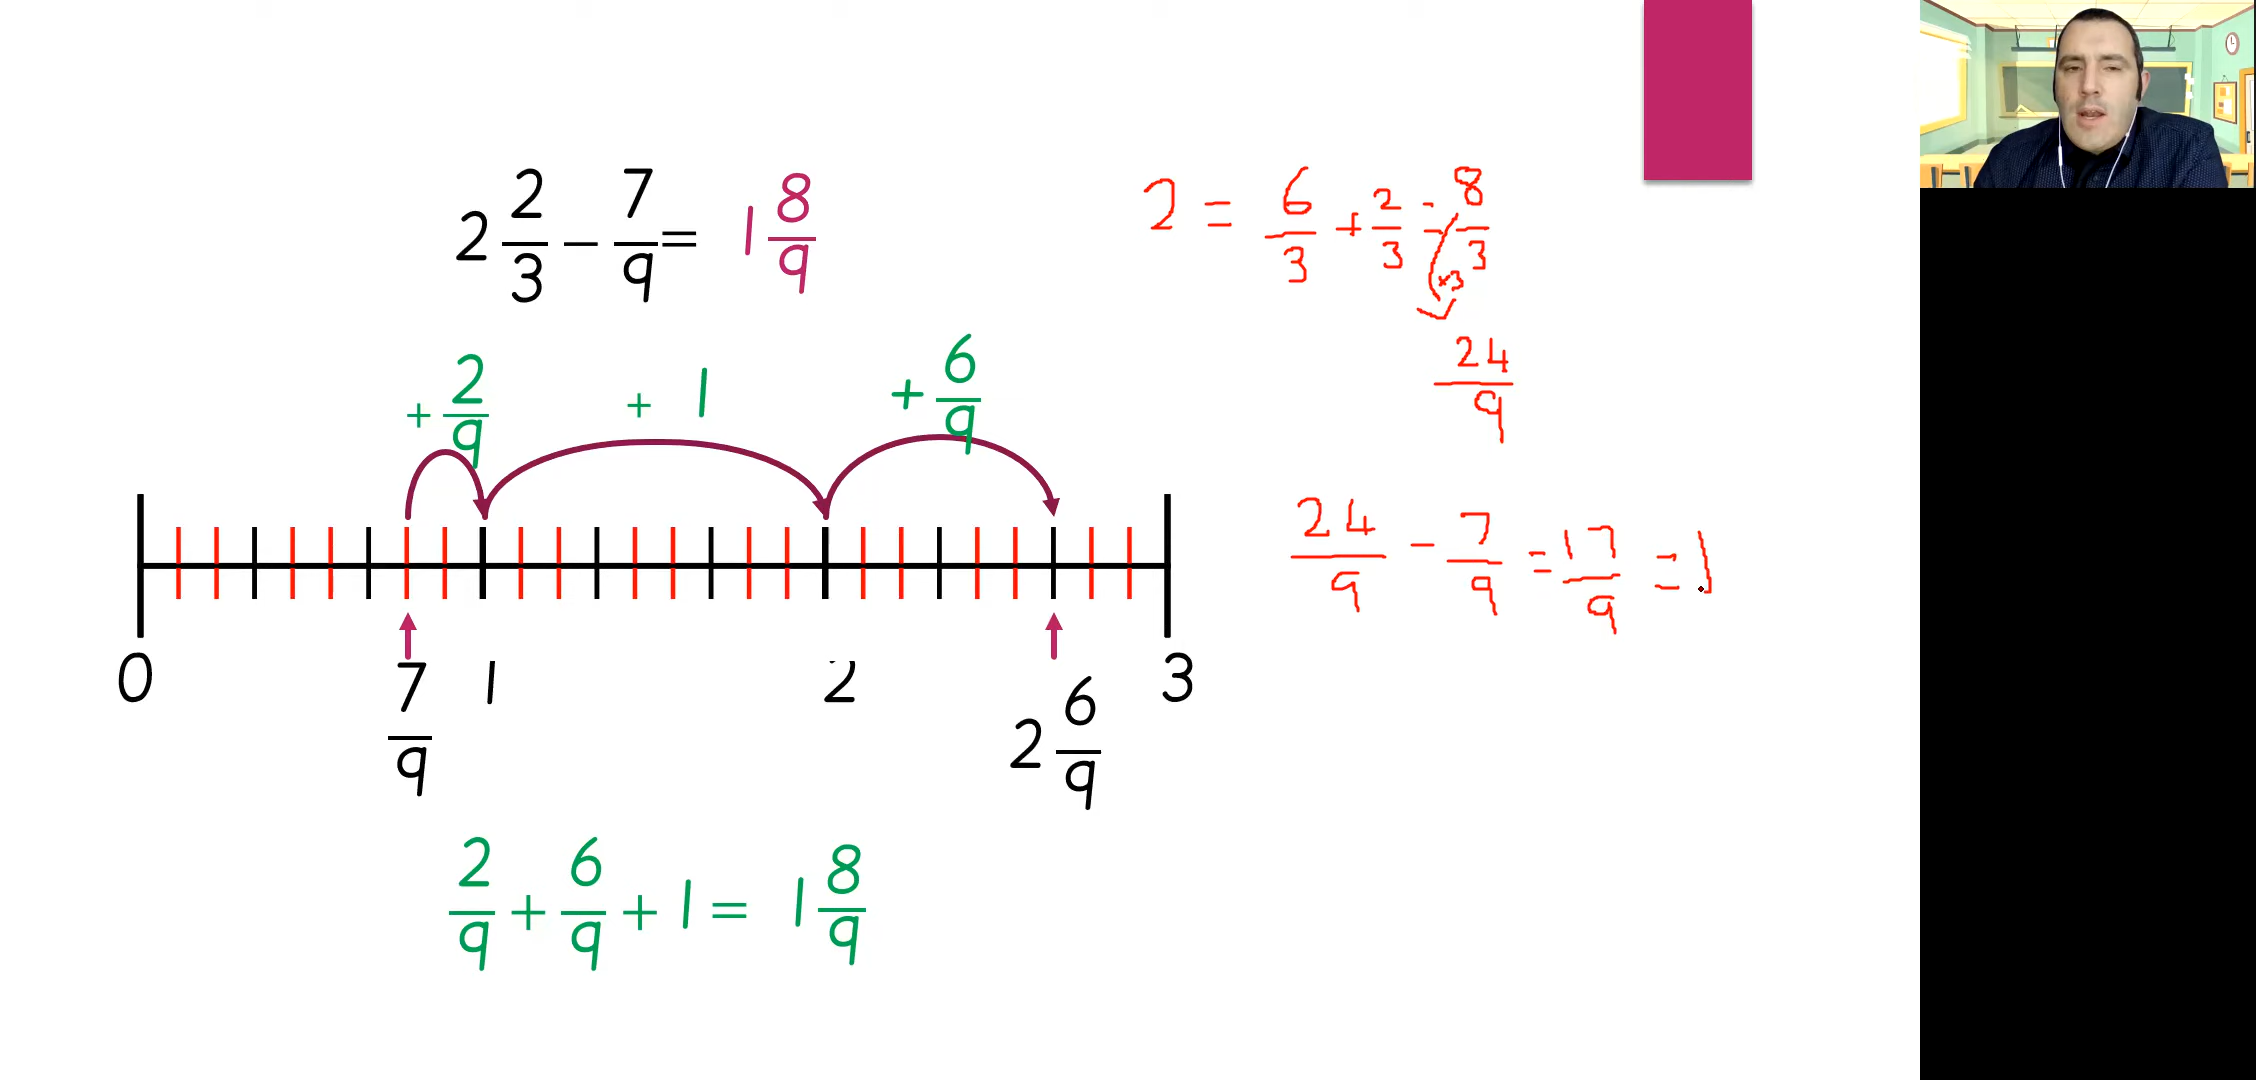 2 2/3 − 7/9 = 1 8/9
+ 2/9 + 1 + 6/9
0 7/9 1 2 2 6/9 3
2/9 + 6/9 + 1 = 1 8/9
2 = 6/3 + 2/3 = 8/3
×3
24/9
24/9 − 7/9 = 17/9 = 1